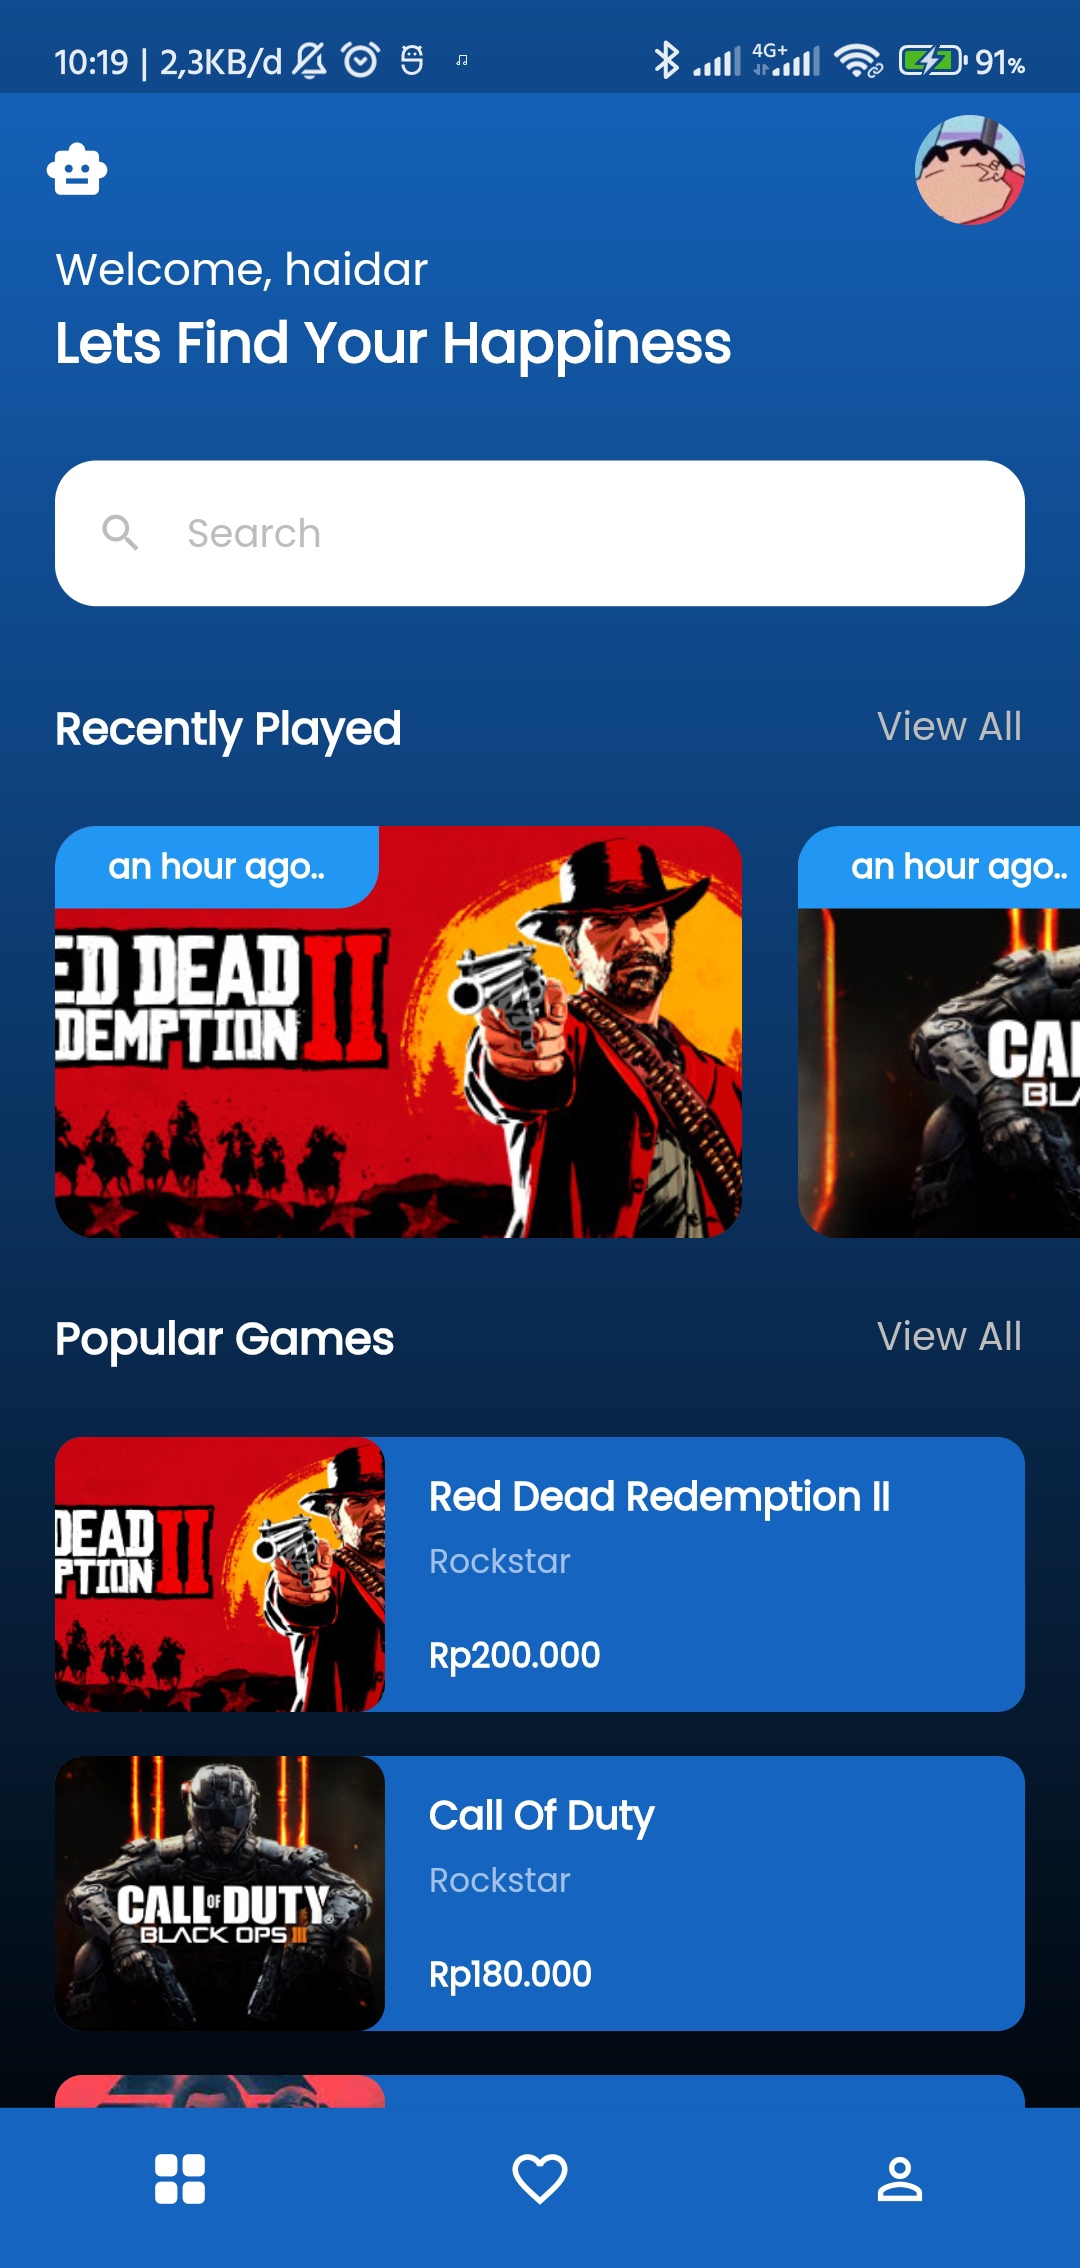 10:19 | 2,3KB/d 4G+ 91%
Welcome, haidar
Lets Find Your Happiness
Search
Recently Played View All
an hour ago.. an hour ago..
ED DEAD II
DEMPTION
CAL
BLA
Popular Games View All
DEAD II
PTION
Red Dead Redemption II
Rockstar
Rp200.000
CALL OF DUTY®
BLACK OPS III
Call Of Duty
Rockstar
Rp180.000